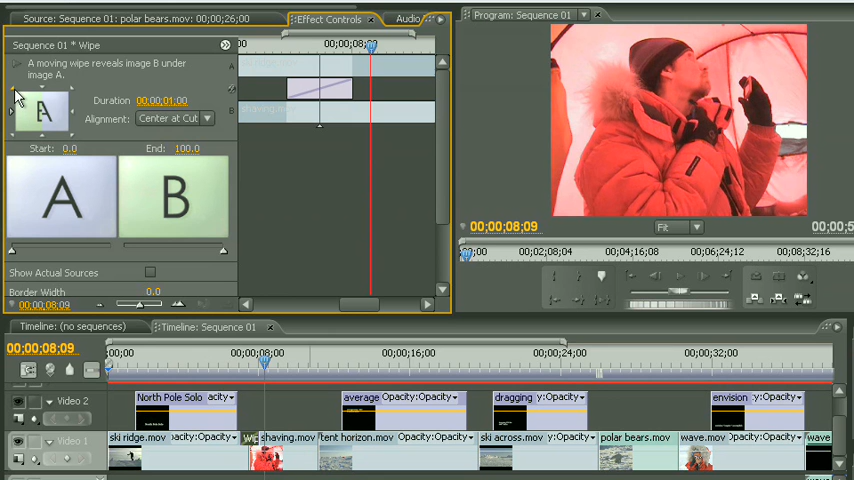 Source: Sequence 01: polar bears.mov: 00;00;26;00
Effect Controls
Audio
Program: Sequence 01
Sequence 01 * Wipe
00
00;00;08;00
A moving wipe reveals image B under
image A.
A
B
A
Duration 00;00;01;00
Alignment: Center at Cut
Start: 0.0
End: 100.0
A
B
Show Actual Sources
Border Width 0.0
00;00;08;09
00;00;08;09
Fit
00;00;5
;00
00;02;08;04
00;04;16;08
00;06;24;12
00;08;32;16
Timeline: (no sequences)
Timeline: Sequence 01
00;00;08;09
;00;00
00;00;08;00
00;00;16;00
00;00;24;00
00;00;32;00
Video 2
North Pole Solo
acity
average
Opacity:Opacity
dragging
y:Opacity
envision
y:Opacity
Video 1
ski ridge.mov
pacity:Opacity
Wip
shaving.mov
tent horizon.mov
Opacity:Opacity
ski across.mov
Opacity:Opacity
polar bears.mov
wave.mov
Opacity:Opacity
wave